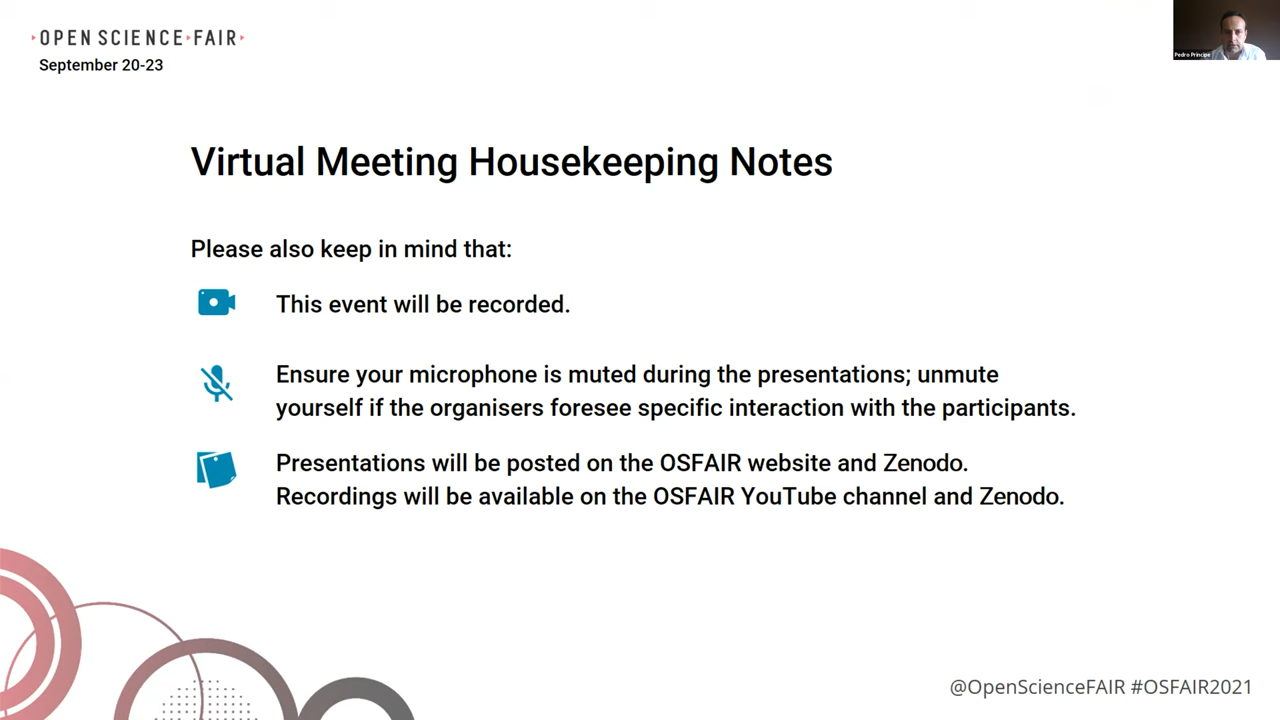 OPEN SCIENCE FAIR
September 20-23
Pedro Príncipe
Virtual Meeting Housekeeping Notes
Please also keep in mind that:
This event will be recorded.
Ensure your microphone is muted during the presentations; unmute
yourself if the organisers foresee specific interaction with the participants.
Presentations will be posted on the OSFAIR website and Zenodo.
Recordings will be available on the OSFAIR YouTube channel and Zenodo.
@OpenScienceFAIR #OSFAIR2021